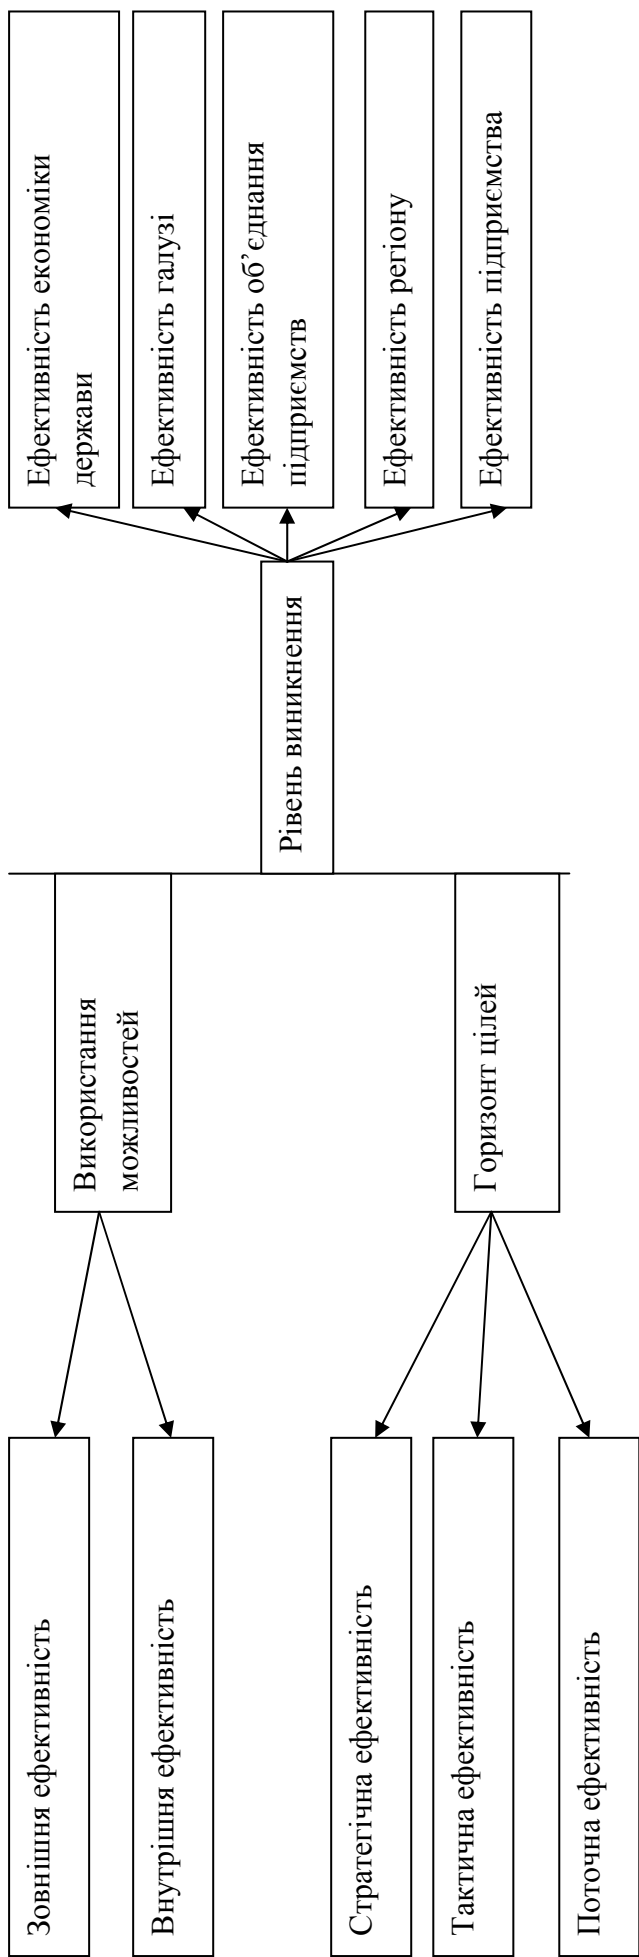 Використання
можливостей
Зовнішня ефективність
Внутрішня ефективність
Горизонт цілей
Стратегічна ефективність
Тактична ефективність
Поточна ефективність
Рівень виникнення
Ефективність економіки
держави
Ефективність галузі
Ефективність об’єднання
підприємств
Ефективність регіону
Ефективність підприємства